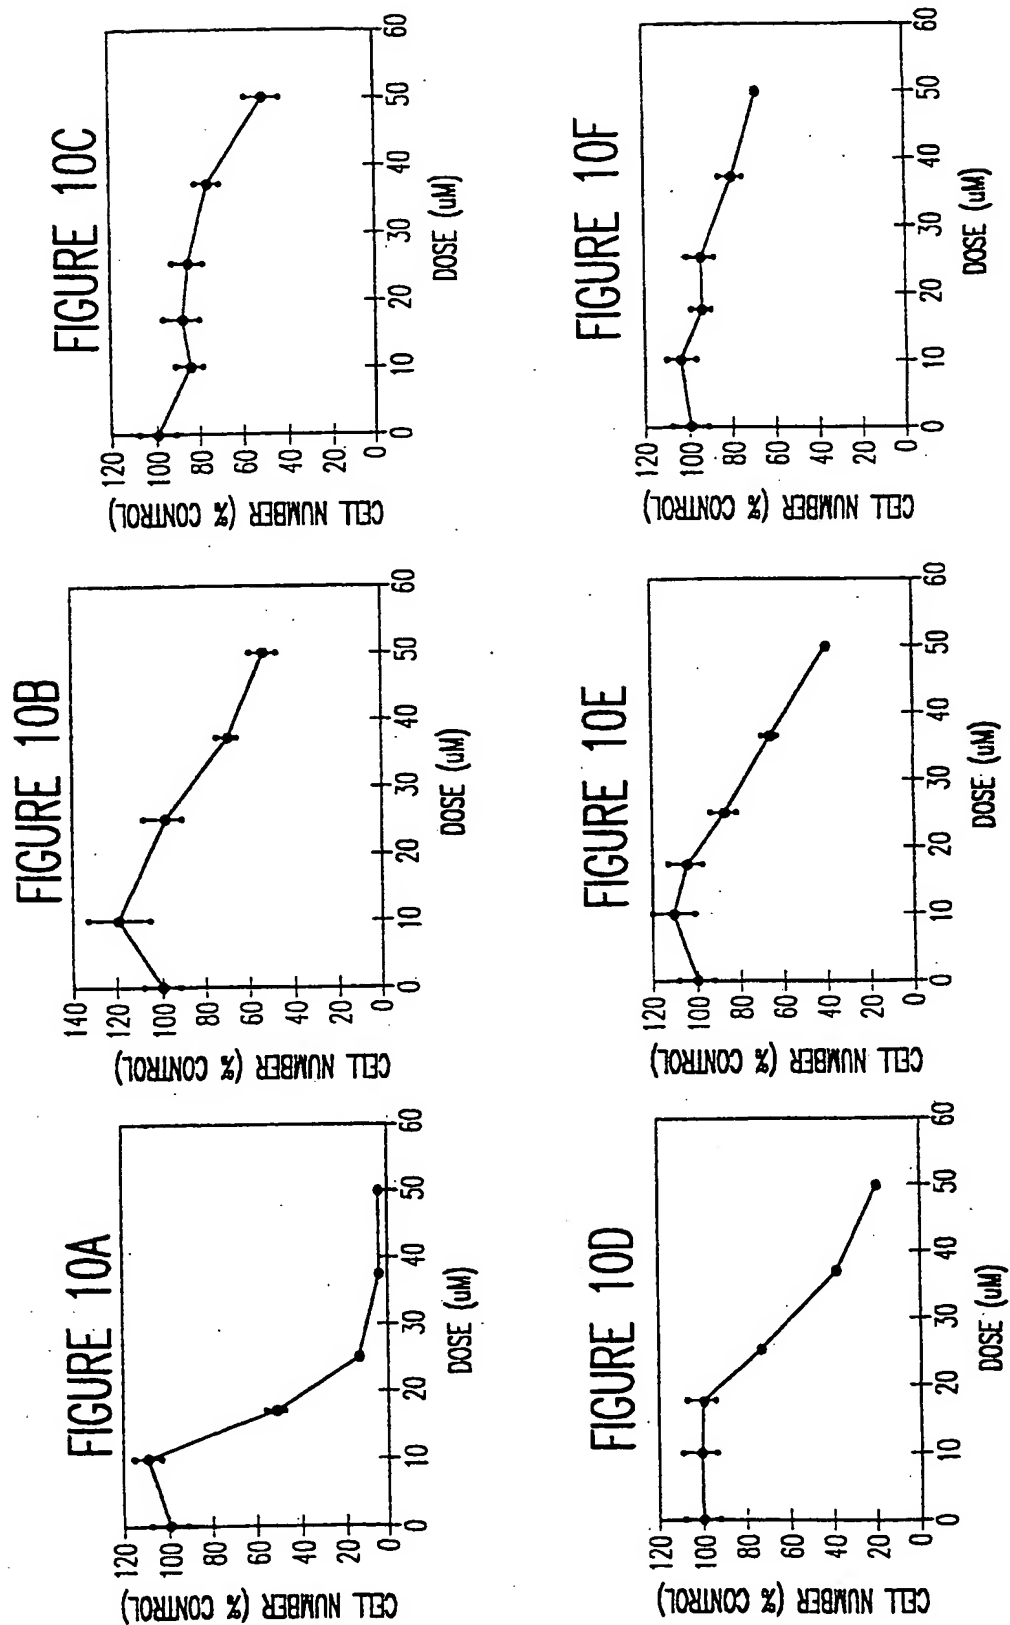 FIGURE 10A
CELL NUMBER (% CONTROL)
120
100
80
60
40
20
0
0 10 20 30 40 50 60
DOSE (uM)
FIGURE 10B
CELL NUMBER (% CONTROL)
140
120
100
80
60
40
20
0
0 10 20 30 40 50 60
DOSE (uM)
FIGURE 10C
CELL NUMBER (% CONTROL)
120
100
80
60
40
20
0
0 10 20 30 40 50 60
DOSE (uM)
FIGURE 10D
CELL NUMBER (% CONTROL)
120
100
80
60
40
20
0
0 10 20 30 40 50 60
DOSE (uM)
FIGURE 10E
CELL NUMBER (% CONTROL)
120
100
80
60
40
20
0
0 10 20 30 40 50 60
DOSE (uM)
FIGURE 10F
CELL NUMBER (% CONTROL)
120
100
80
60
40
20
0
0 10 20 30 40 50 60
DOSE (uM)